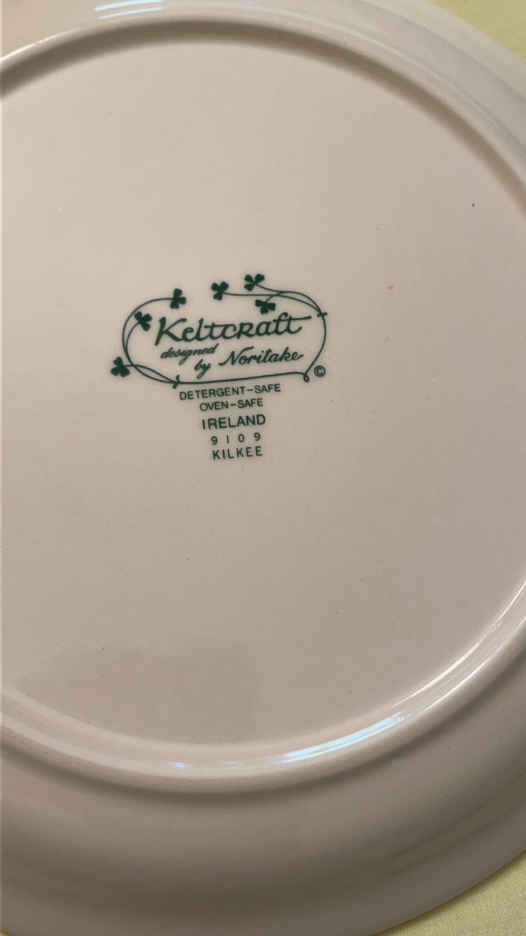 Keltcraft
designed
by Noritake
©
DETERGENT-SAFE
OVEN-SAFE
IRELAND
9109
KILKEE